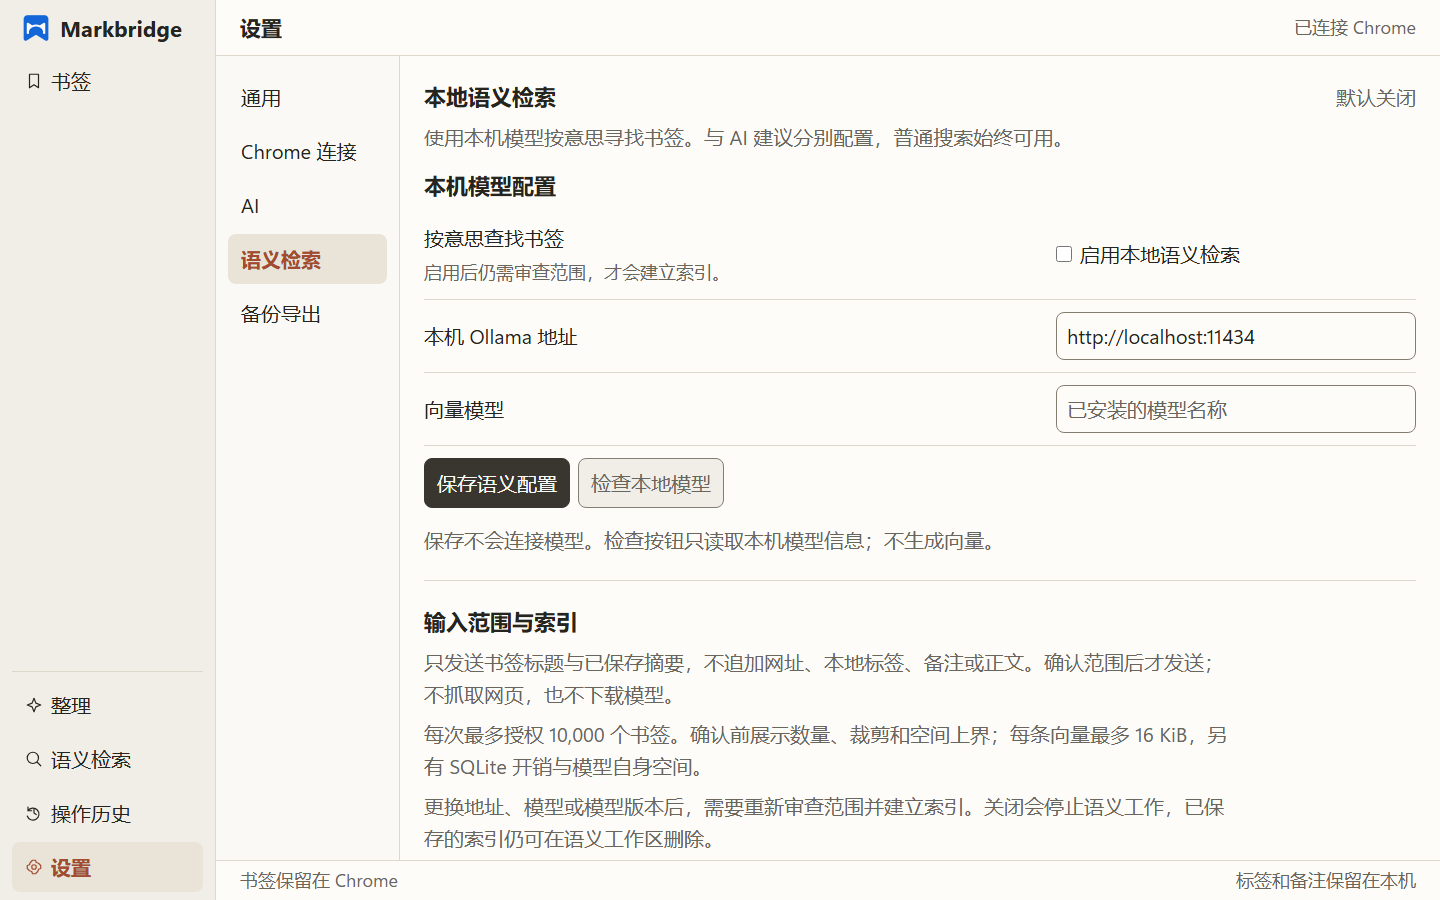 Markbridge
书签
整理
语义检索
操作历史
设置
设置
已连接 Chrome
通用
Chrome 连接
AI
语义检索
备份导出
本地语义检索
默认关闭
使用本机模型按意思寻找书签。与 AI 建议分别配置，普通搜索始终可用。
本机模型配置
按意思查找书签
启用后仍需审查范围，才会建立索引。
启用本地语义检索
本机 Ollama 地址
http://localhost:11434
向量模型
已安装的模型名称
保存语义配置
检查本地模型
保存不会连接模型。检查按钮只读取本机模型信息；不生成向量。
输入范围与索引
只发送书签标题与已保存摘要，不追加网址、本地标签、备注或正文。确认范围后才发送；
不抓取网页，也不下载模型。
每次最多授权 10,000 个书签。确认前展示数量、裁剪和空间上界；每条向量最多 16 KiB，另
有 SQLite 开销与模型自身空间。
更换地址、模型或模型版本后，需要重新审查范围并建立索引。关闭会停止语义工作，已保
存的索引仍可在语义工作区删除。
书签保留在 Chrome
标签和备注保留在本机